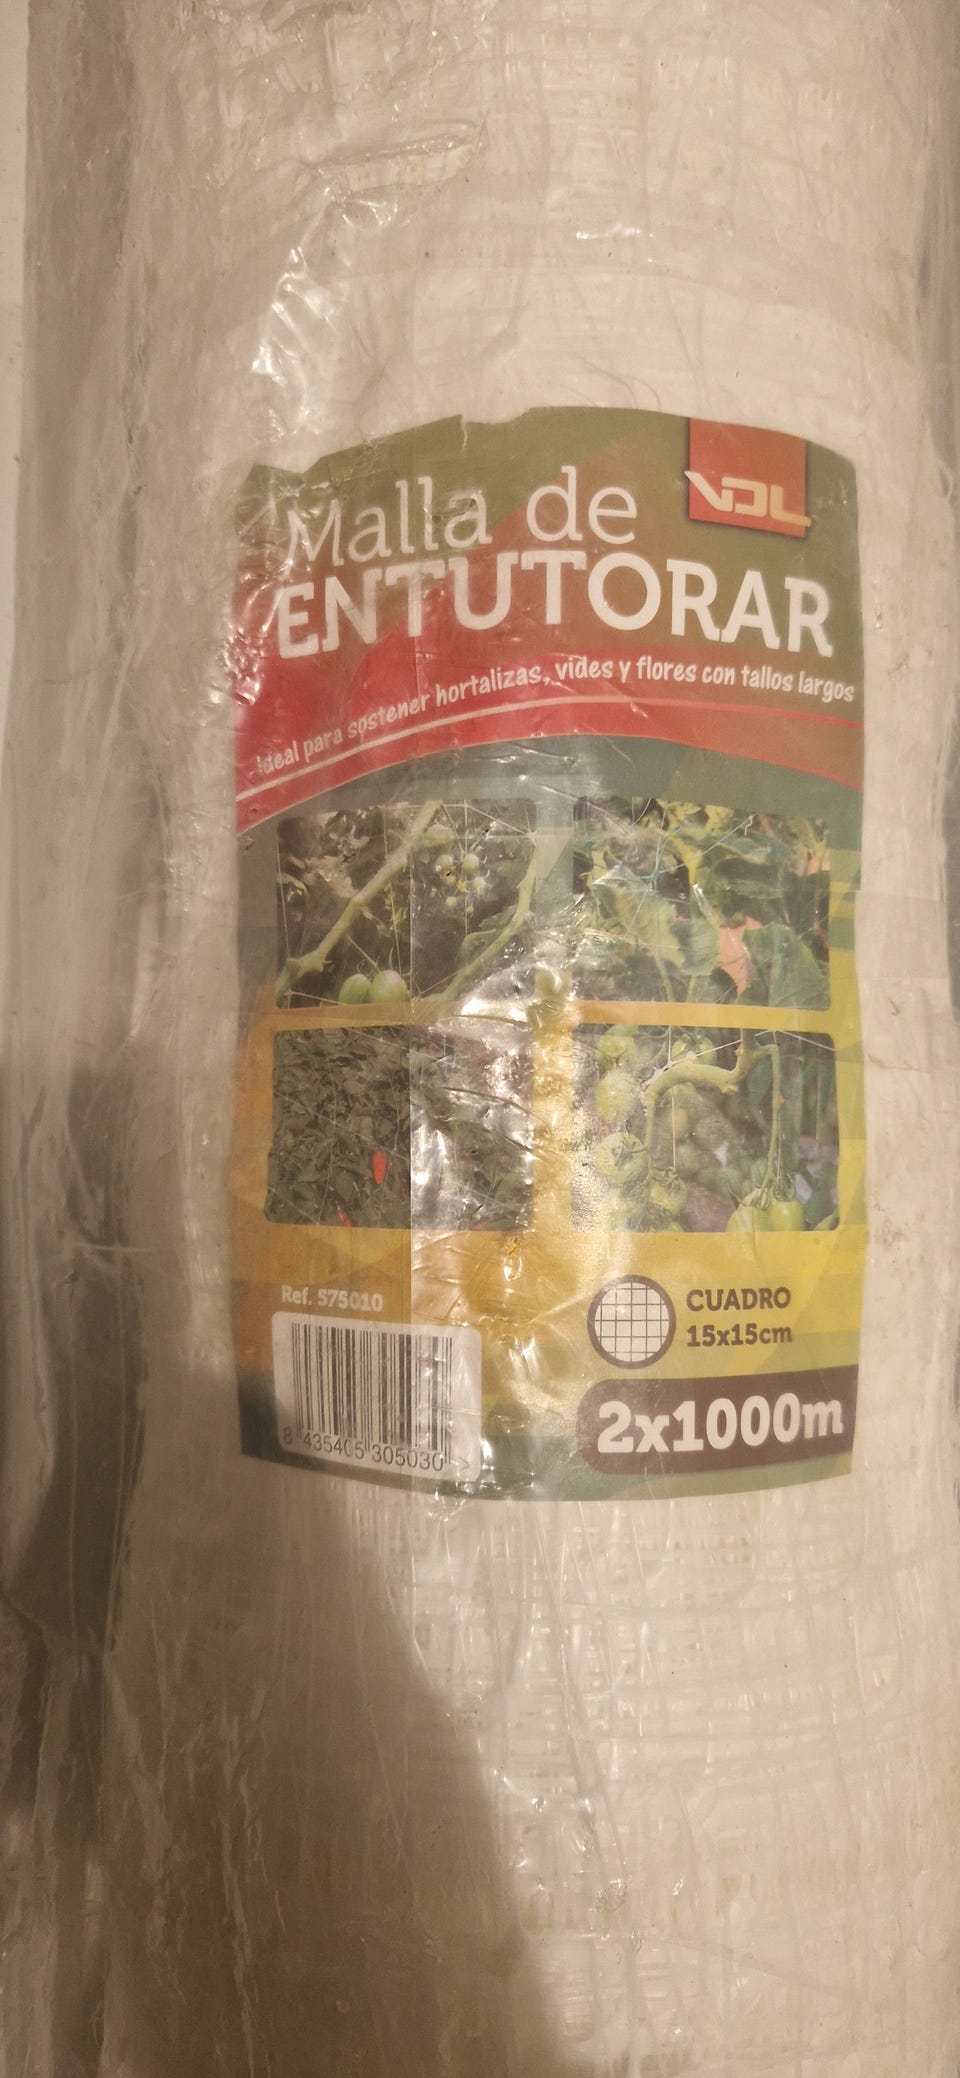 VDL
Malla de
ENTUTORAR
Ideal para sostener hortalizas, vides y flores con tallos largos
Ref. 575010
CUADRO
15x15cm
2x1000m
8 435405 305030 >